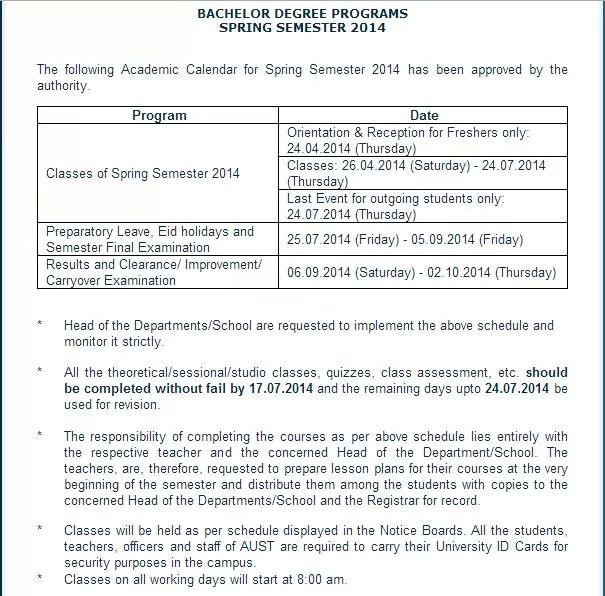 BACHELOR DEGREE PROGRAMS
SPRING SEMESTER 2014
The following Academic Calendar for Spring Semester 2014 has been approved by the
authority.
Program
Date
Classes of Spring Semester 2014
Orientation & Reception for Freshers only:
24.04.2014 (Thursday)
Classes: 26.04.2014 (Saturday) - 24.07.2014
(Thursday)
Last Event for outgoing students only:
24.07.2014 (Thursday)
Preparatory Leave, Eid holidays and
Semester Final Examination
25.07.2014 (Friday) - 05.09.2014 (Friday)
Results and Clearance/ Improvement/
Carryover Examination
06.09.2014 (Saturday) - 02.10.2014 (Thursday)
* Head of the Departments/School are requested to implement the above schedule and
monitor it strictly.
* All the theoretical/sessional/studio classes, quizzes, class assessment, etc. should
be completed without fail by 17.07.2014 and the remaining days upto 24.07.2014 be
used for revision.
* The responsibility of completing the courses as per above schedule lies entirely with
the respective teacher and the concerned Head of the Department/School. The
teachers, are, therefore, requested to prepare lesson plans for their courses at the very
beginning of the semester and distribute them among the students with copies to the
concerned Head of the Departments/School and the Registrar for record.
* Classes will be held as per schedule displayed in the Notice Boards. All the students,
teachers, officers and staff of AUST are required to carry their University ID Cards for
security purposes in the campus.
* Classes on all working days will start at 8:00 am.